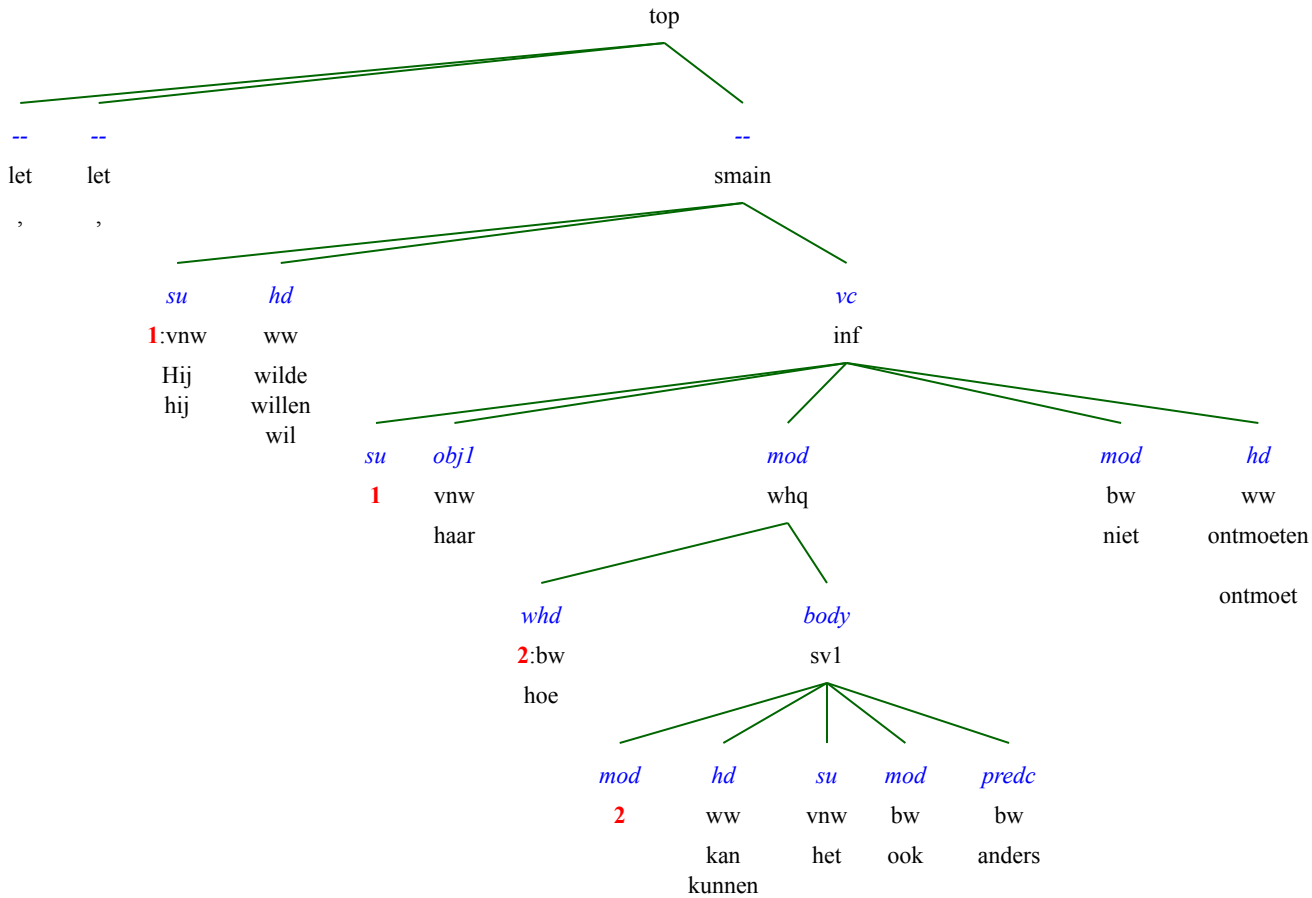 top
-- -- --
let let smain
, ,
su hd vc
1:vnw ww inf
Hij wilde
hij willen
wil
su obj1 mod mod hd
1 vnw whq bw ww
haar niet ontmoeten
ontmoet
whd body
2:bw sv1
hoe
mod hd su mod predc
2 ww vnw bw bw
kan het ook anders
kunnen